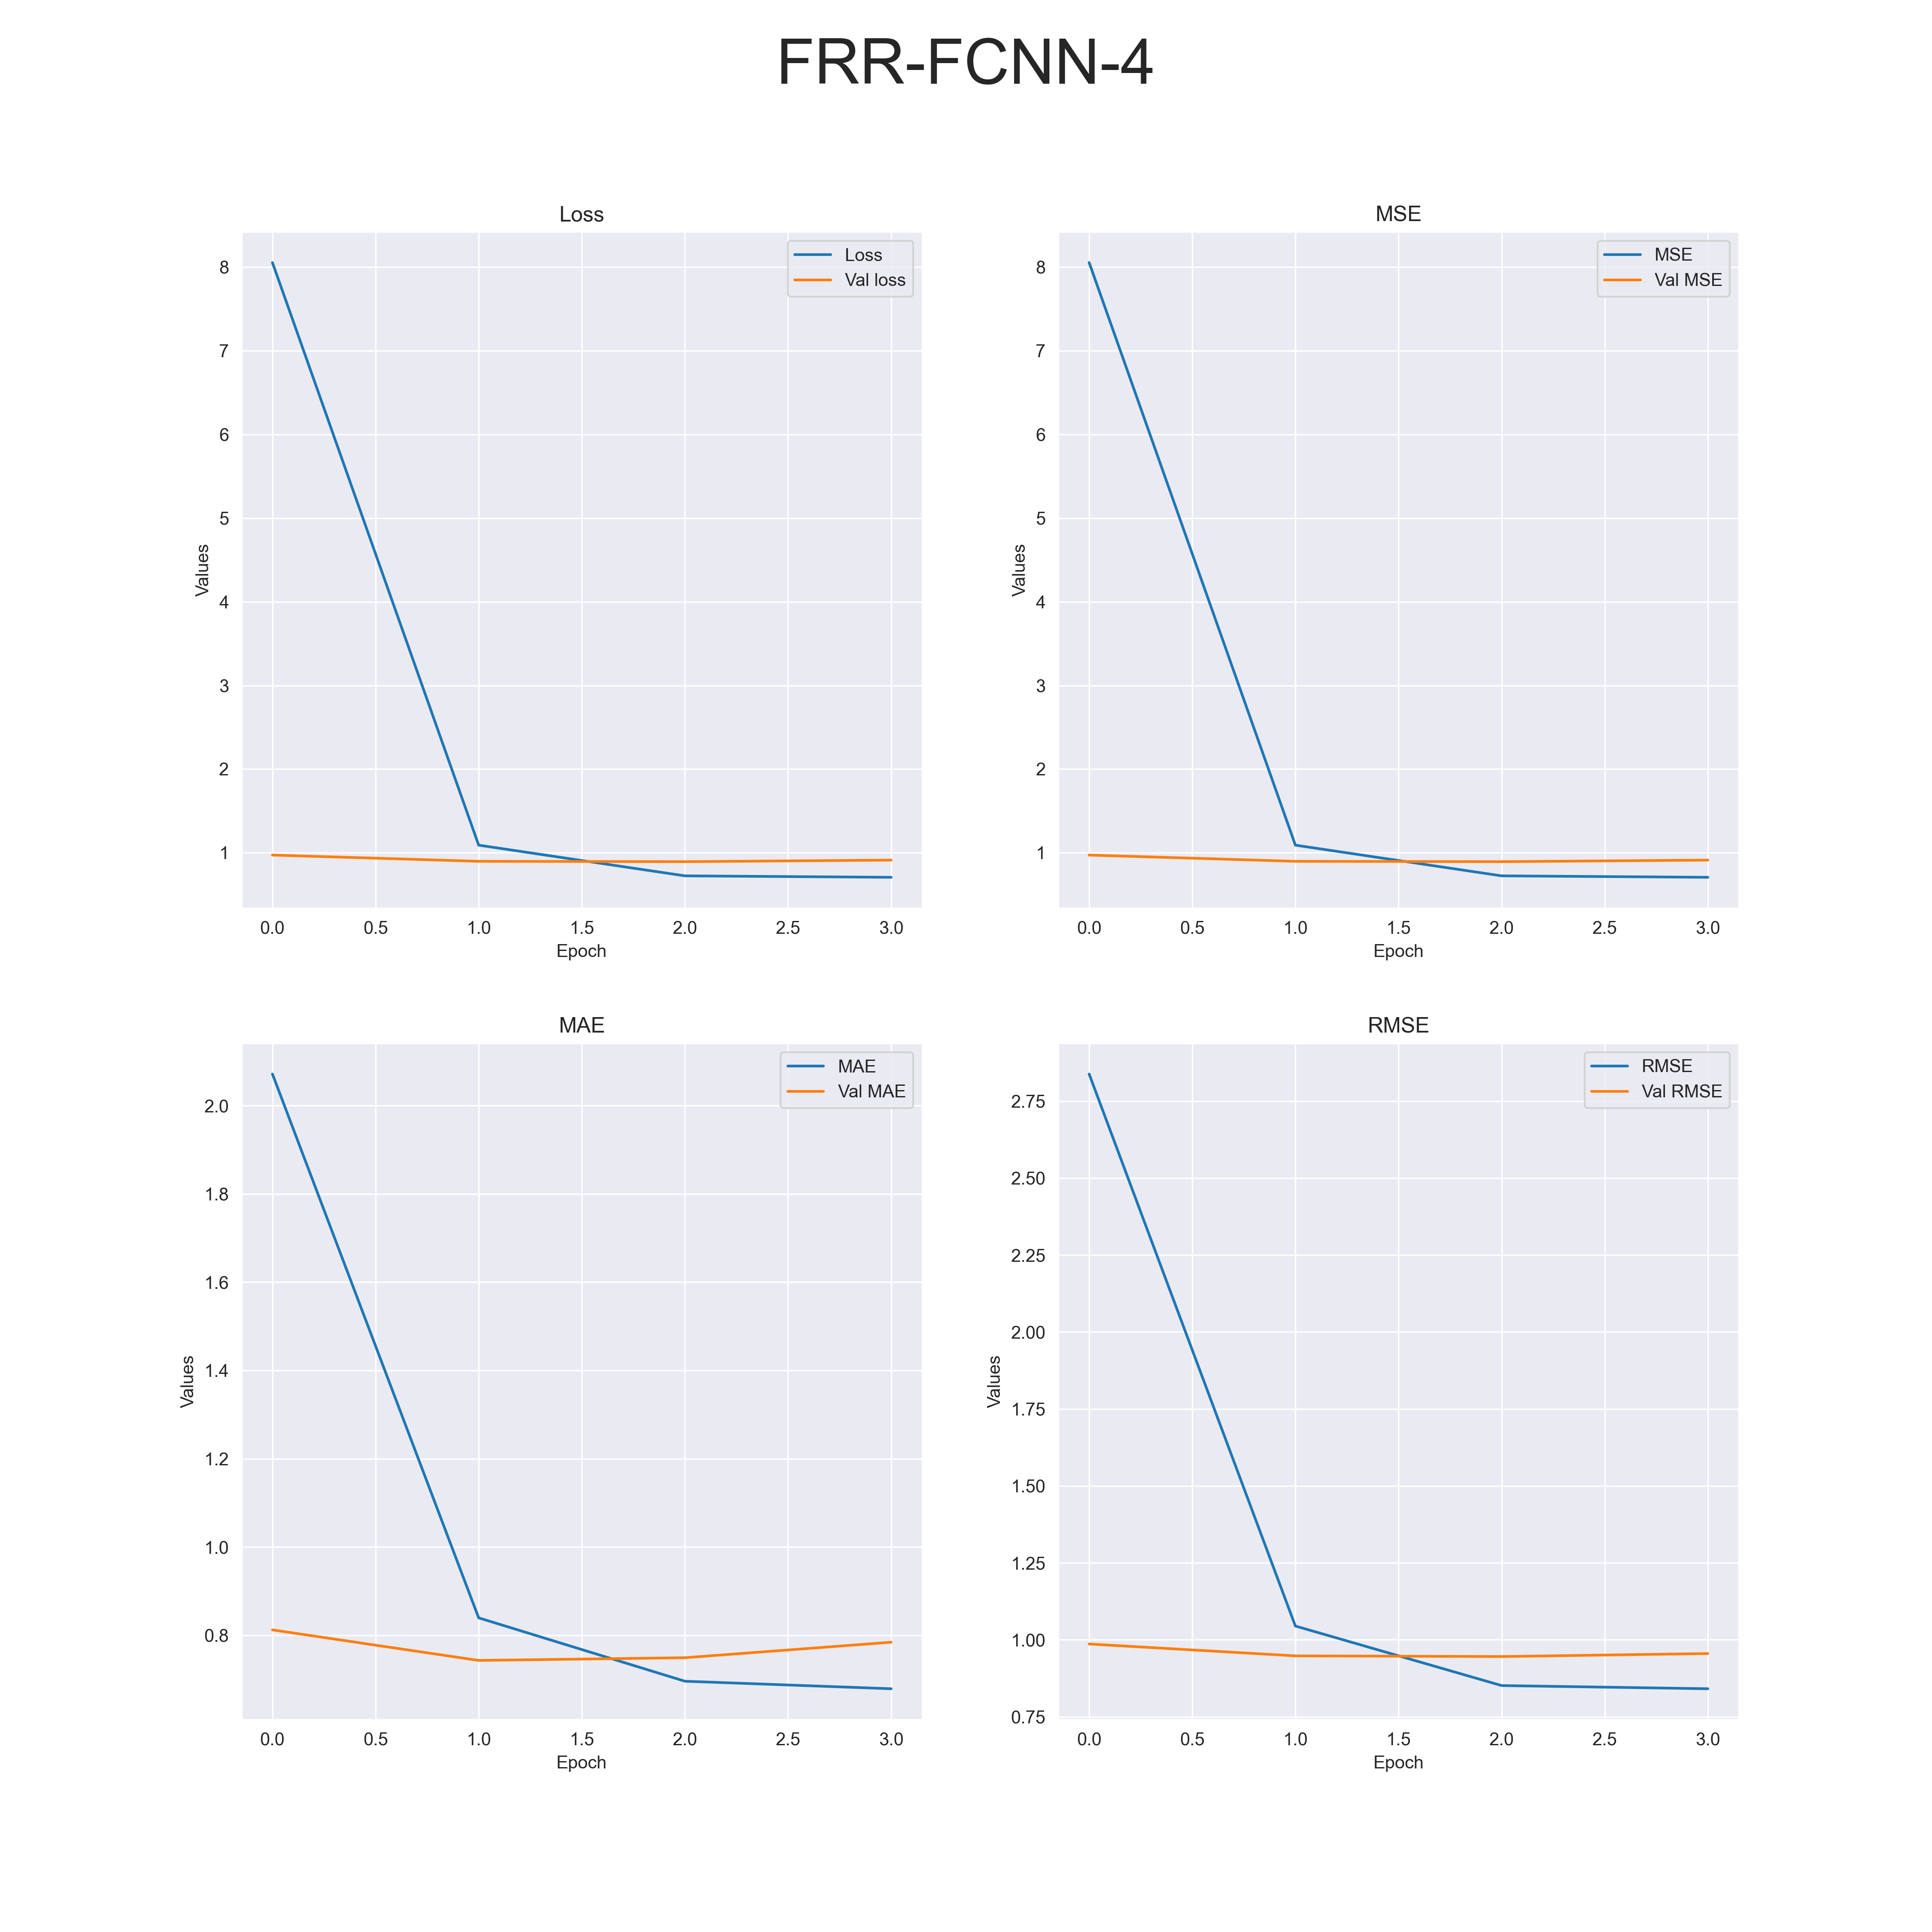 FRR-FCNN-4
Loss
Loss
Val loss
8
7
6
5
4
3
2
1
Values
0.0 0.5 1.0 1.5 2.0 2.5 3.0
Epoch
MSE
MSE
Val MSE
8
7
6
5
4
3
2
1
Values
0.0 0.5 1.0 1.5 2.0 2.5 3.0
Epoch
MAE
MAE
Val MAE
2.0
1.8
1.6
1.4
1.2
1.0
0.8
Values
0.0 0.5 1.0 1.5 2.0 2.5 3.0
Epoch
RMSE
RMSE
Val RMSE
2.75
2.50
2.25
2.00
1.75
1.50
1.25
1.00
0.75
Values
0.0 0.5 1.0 1.5 2.0 2.5 3.0
Epoch